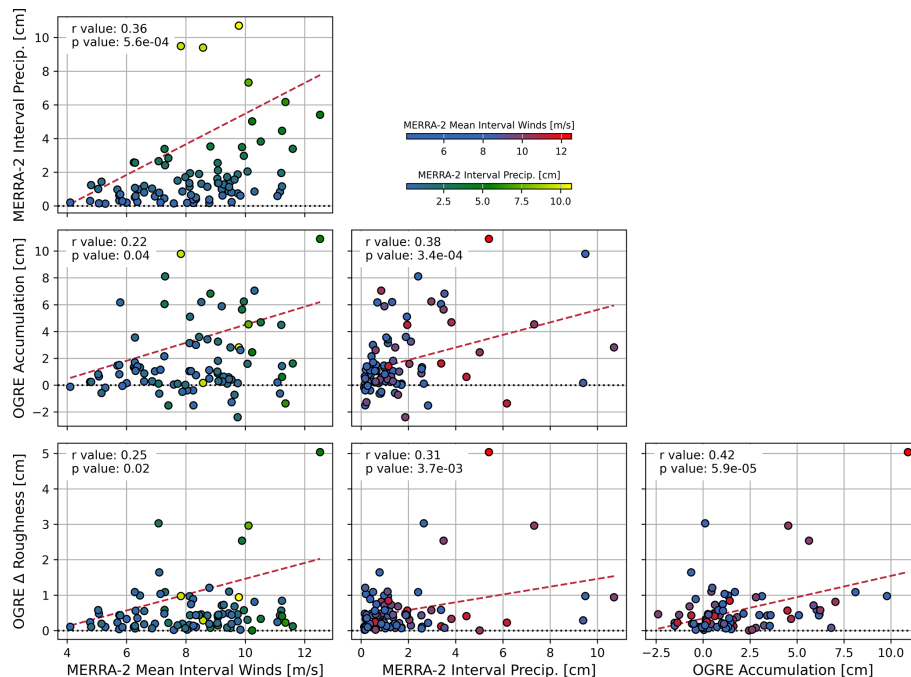 MERRA-2 Interval Precip. [cm]
10
8
6
4
2
0
r value: 0.36
p value: 5.6e-04
MERRA-2 Mean Interval Winds [m/s]
6 8 10 12
MERRA-2 Interval Precip. [cm]
2.5 5.0 7.5 10.0
OGRE Accumulation [cm]
10
8
6
4
2
0
−2
r value: 0.22
p value: 0.04
r value: 0.38
p value: 3.4e-04
OGRE Δ Roughness [cm]
5
4
3
2
1
0
r value: 0.25
p value: 0.02
r value: 0.31
p value: 3.7e-03
r value: 0.42
p value: 5.9e-05
4 6 8 10 12
MERRA-2 Mean Interval Winds [m/s]
0 2 4 6 8 10
MERRA-2 Interval Precip. [cm]
−2.5 0.0 2.5 5.0 7.5 10.0
OGRE Accumulation [cm]